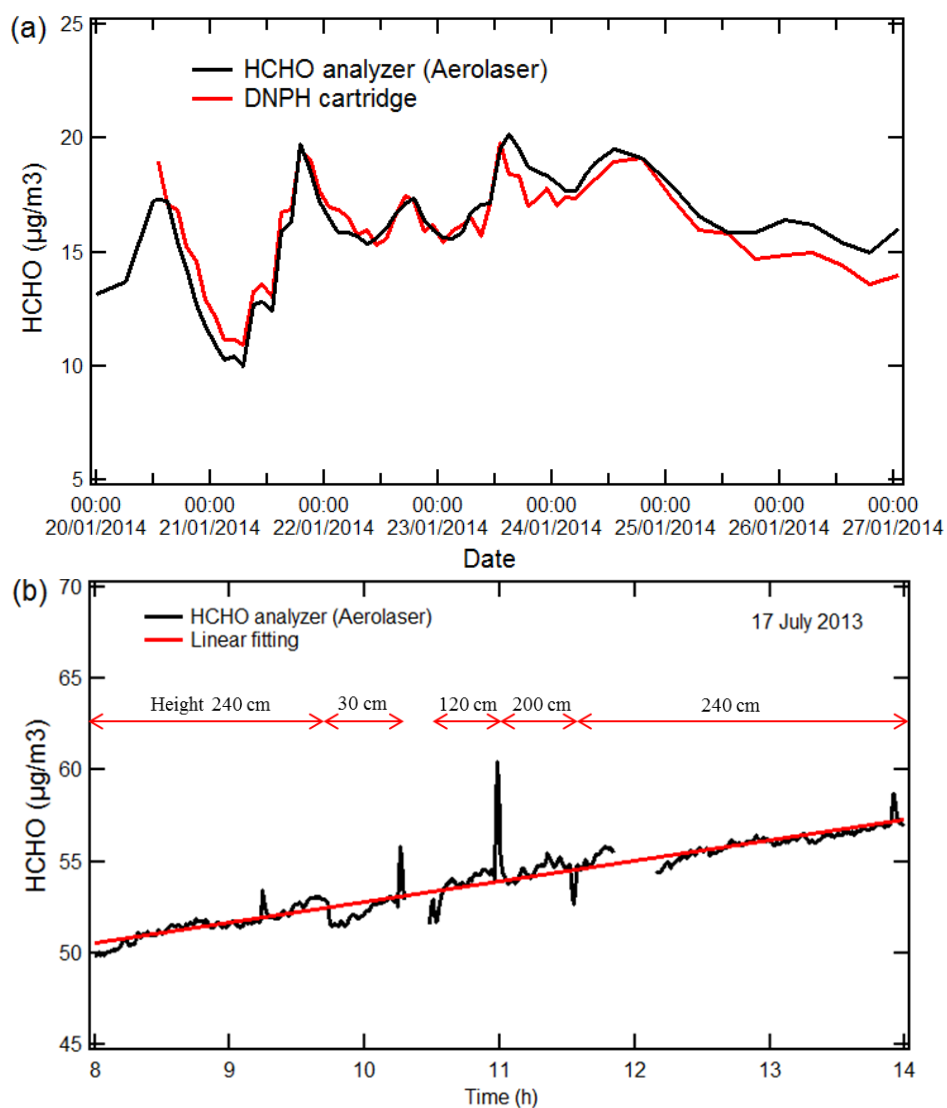 (a)
25
20
15
10
5
HCHO (µg/m3)
HCHO analyzer (Aerolaser)
DNPH cartridge
00:00 00:00 00:00 00:00 00:00 00:00 00:00 00:00
20/01/2014 21/01/2014 22/01/2014 23/01/2014 24/01/2014 25/01/2014 26/01/2014 27/01/2014
Date
(b)
70
65
60
55
50
45
HCHO (µg/m3)
HCHO analyzer (Aerolaser)
Linear fitting
17 July 2013
Height 240 cm 30 cm 120 cm 200 cm 240 cm
8 9 10 11 12 13 14
Time (h)